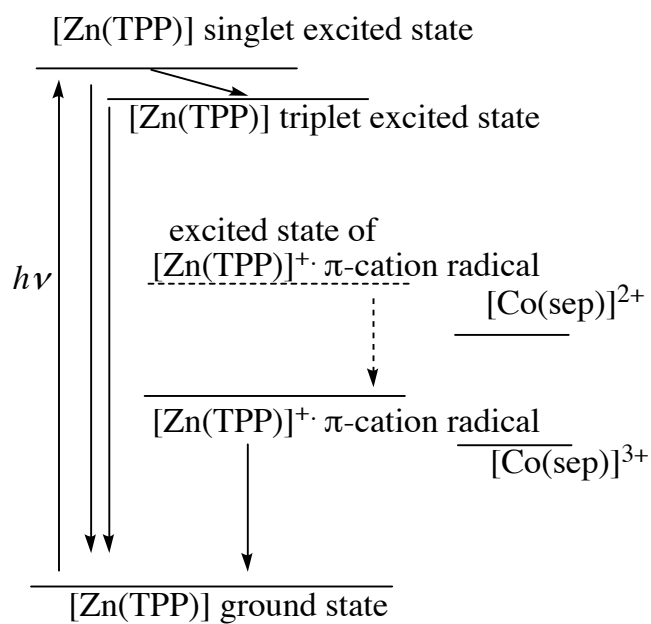 [Zn(TPP)] singlet excited state
[Zn(TPP)] triplet excited state
excited state of
[Zn(TPP)]⁺· π-cation radical
hν
[Co(sep)]²⁺
[Zn(TPP)]⁺· π-cation radical
[Co(sep)]³⁺
[Zn(TPP)] ground state